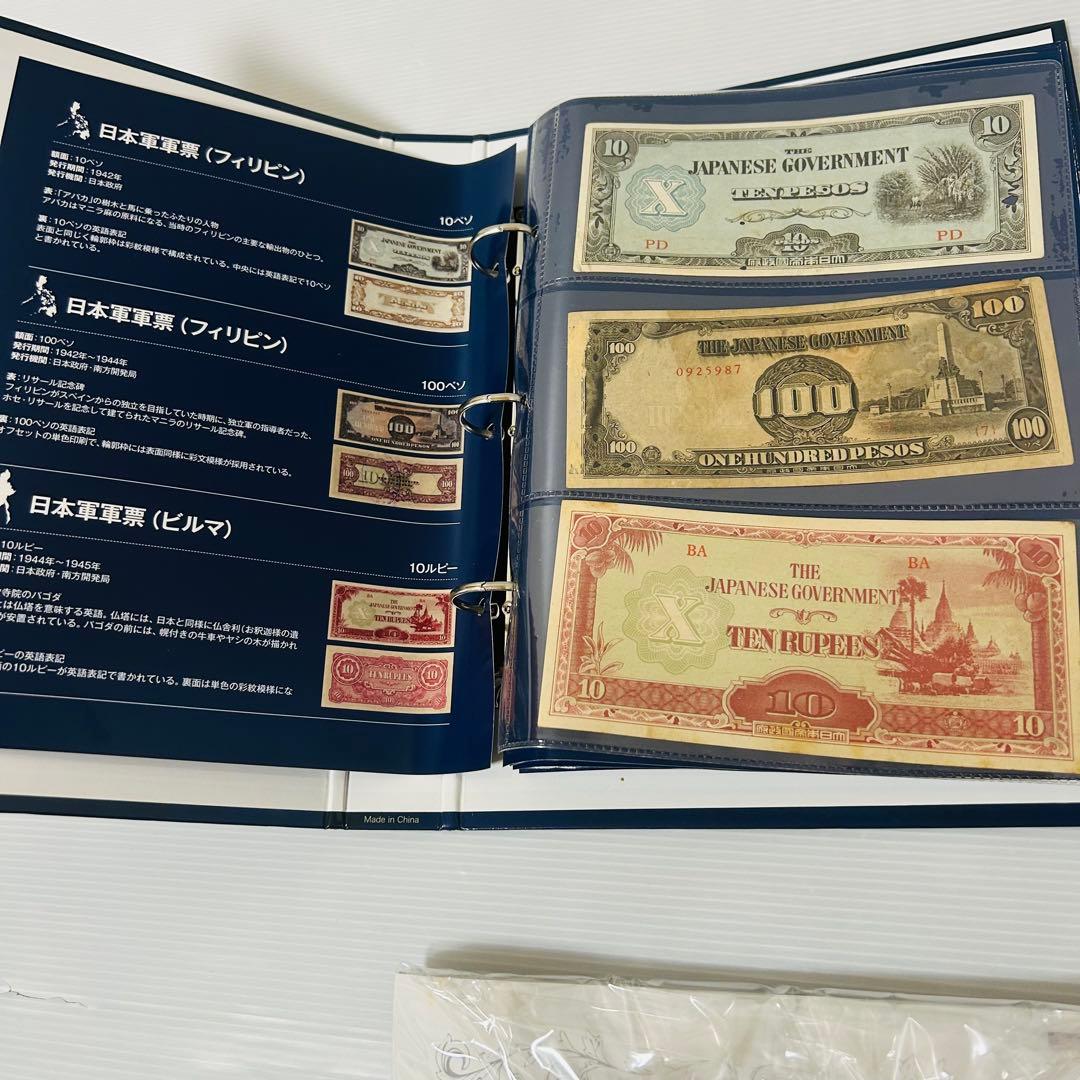 日本軍軍票（フィリピン）
額面：10ペソ
発行期間：1942年
発行機関：日本政府
10ペソ
表：「アバカ」の樹木と馬に乗ったふたりの人物
アバカはマニラ麻の原料になる、当時のフィリピンの主要な輸出物のひとつ。
裏：10ペソの英語表記
表面と同じく輪郭枠は彩紋模様で構成されている。中央には英語表記で10ペソ
と書かれている。
日本軍軍票（フィリピン）
額面：100ペソ
発行期間：1942年～1944年
発行機関：日本政府・南方開発局
100ペソ
表：リサール記念碑
フィリピンがスペインからの独立を目指していた時期に、独立軍の指導者だった、
ホセ・リサールを記念して建てられたマニラのリサール記念碑。
裏：100ペソの英語表記
オフセットの単色印刷で、輪郭枠には表面同様に彩文模様が採用されている。
日本軍軍票（ビルマ）
10ルピー
期間：1944年～1945年
機関：日本政府・南方開発局
10ルピー
寺院のパゴダ
は仏塔を意味する英語。仏塔には、日本と同様に仏舎利（お釈迦様の遺
が安置されている。パゴダの前には、幌付きの牛車やヤシの木が描かれ
ピーの英語表記
の10ルピーが英語表記で書かれている。裏面は単色の彩紋模様にな
Made in China
10
THE
JAPANESE GOVERNMENT
TEN PESOS
X
PD
PD
10
大日本帝国政府
100
THE JAPANESE GOVERNMENT
0925987
100
100
{7}
100
100
ONE HUNDRED PESOS
10
10
BA
BA
THE
JAPANESE GOVERNMENT
X
TEN RUPEES
10
10
10
大日本帝国政府